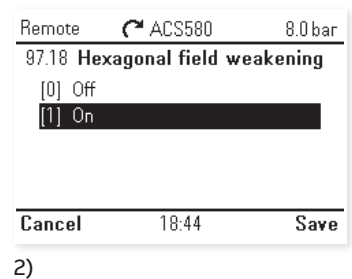 Remote ACS580 8.0 bar
97.18 Hexagonal field weakening
[0] Off
[1] On
Cancel 18:44 Save
2)